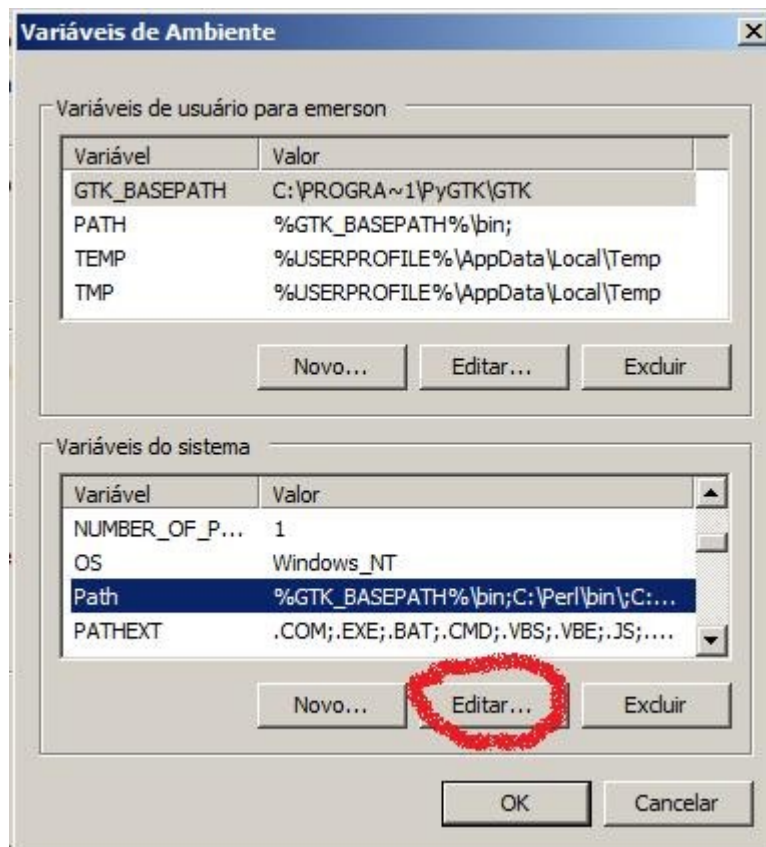 Variáveis de Ambiente
Variáveis de usuário para emerson
Variável Valor
GTK_BASEPATH C:\PROGRA~1\PyGTK\GTK
PATH %GTK_BASEPATH%\bin;
TEMP %USERPROFILE%\AppData\Local\Temp
TMP %USERPROFILE%\AppData\Local\Temp
Novo... Editar... Excluir
Variáveis do sistema
Variável Valor
NUMBER_OF_P... 1
OS Windows_NT
Path %GTK_BASEPATH%\bin;C:\Perl\bin\;C:...
PATHEXT .COM;.EXE;.BAT;.CMD;.VBS;.VBE;.JS;....
Novo... Editar... Excluir
OK Cancelar